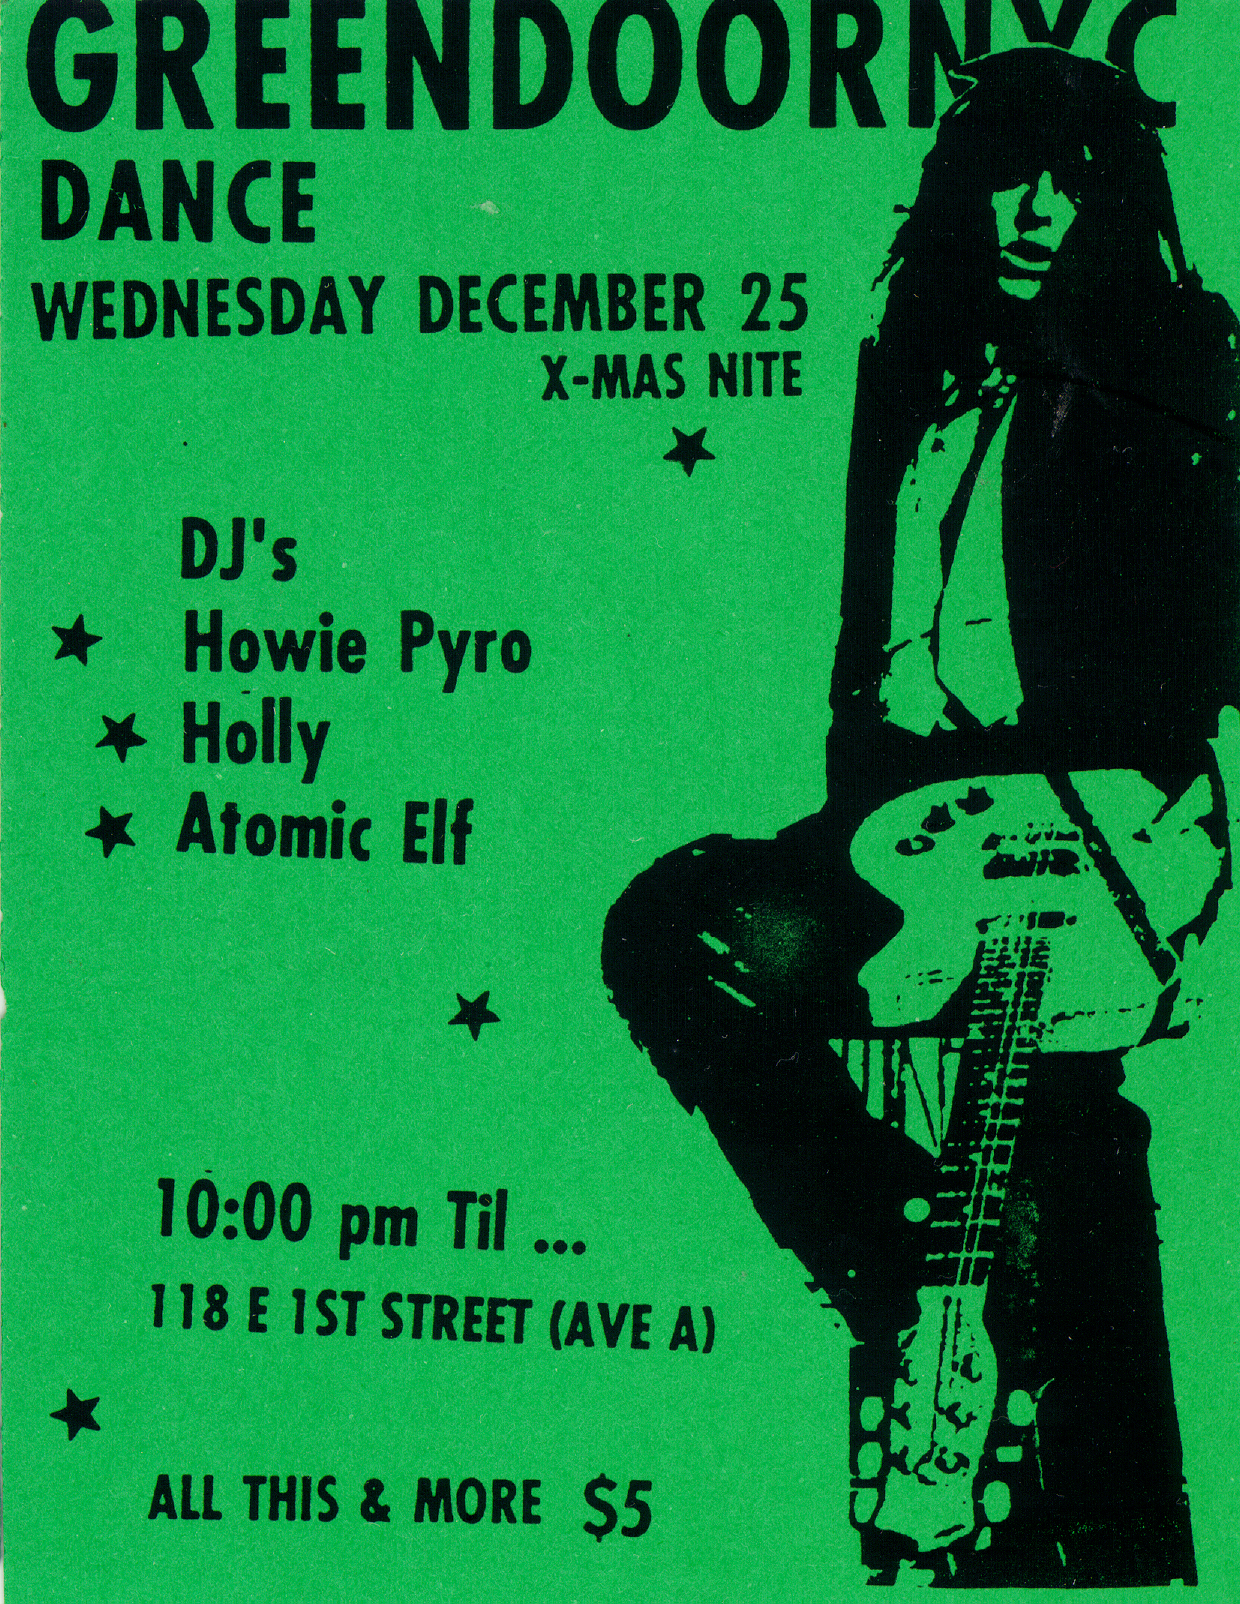 GREENDOORNYC
DANCE
WEDNESDAY DECEMBER 25
X-MAS NITE
DJ's
Howie Pyro
Holly
Atomic Elf
10:00 pm Til ...
118 E 1ST STREET (AVE A)
ALL THIS & MORE $5